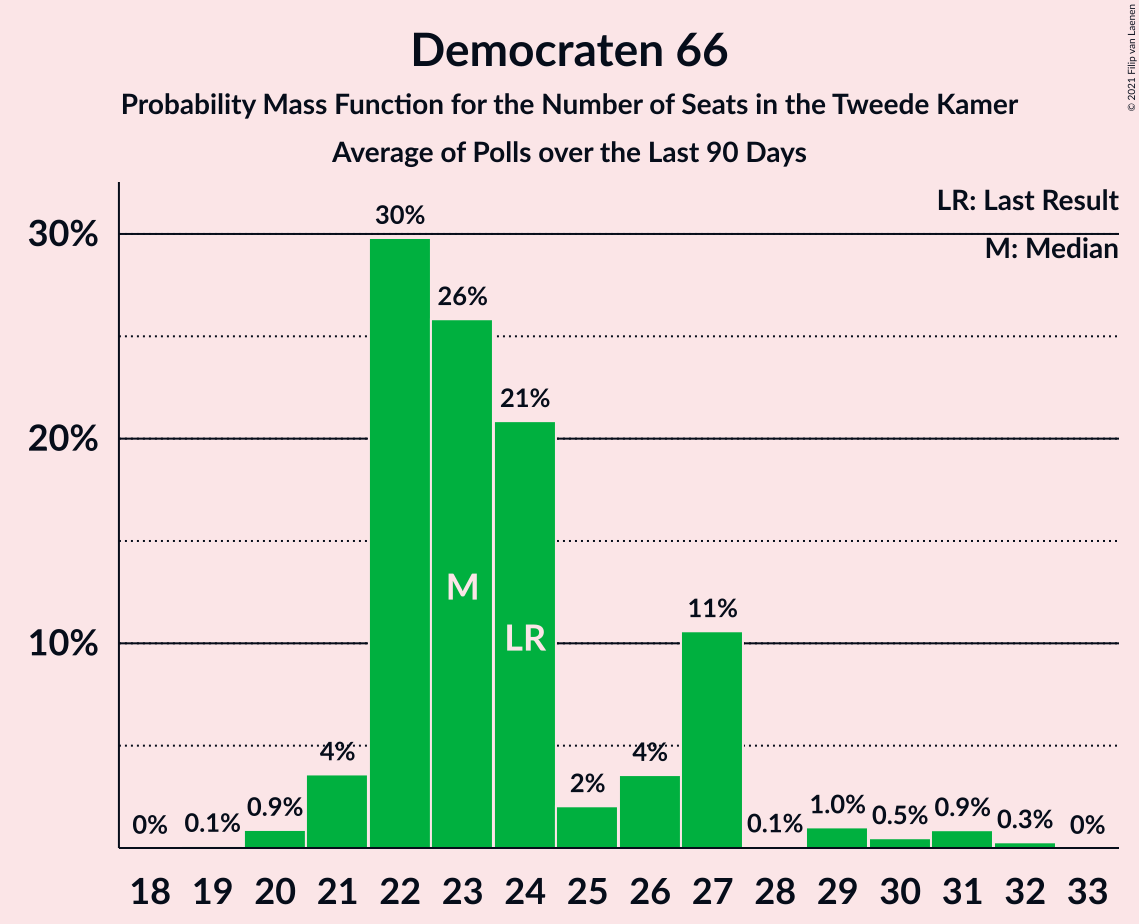 Democraten 66
Probability Mass Function for the Number of Seats in the Tweede Kamer
Average of Polls over the Last 90 Days
© 2021 Filip van Laenen
LR: Last Result
M: Median
30%
20%
10%
0%
0.1%
0.9%
4%
30%
26%
21%
2%
4%
11%
0.1%
1.0%
0.5%
0.9%
0.3%
0%
M
LR
18 19 20 21 22 23 24 25 26 27 28 29 30 31 32 33